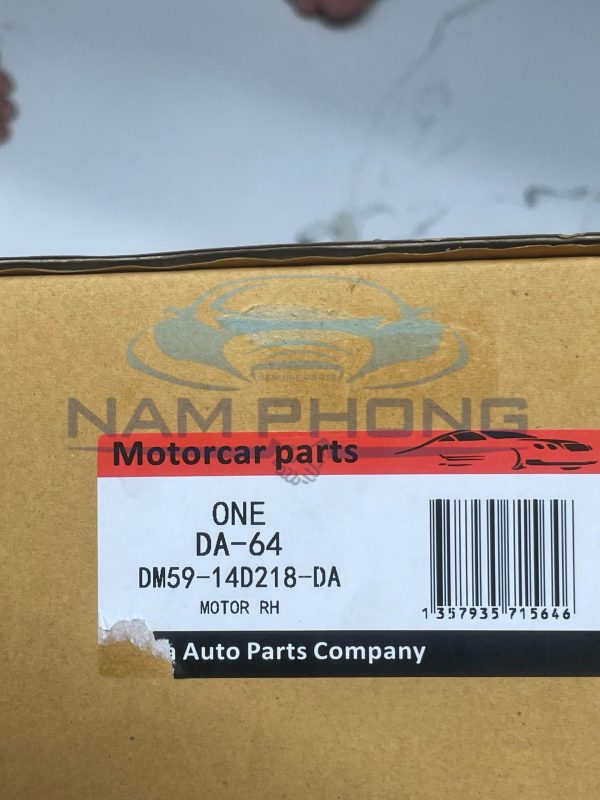 NAM PHONG
Motorcar parts
ONE
DA-64
DM59-14D218-DA
MOTOR RH
1 357935 715646
a Auto Parts Company